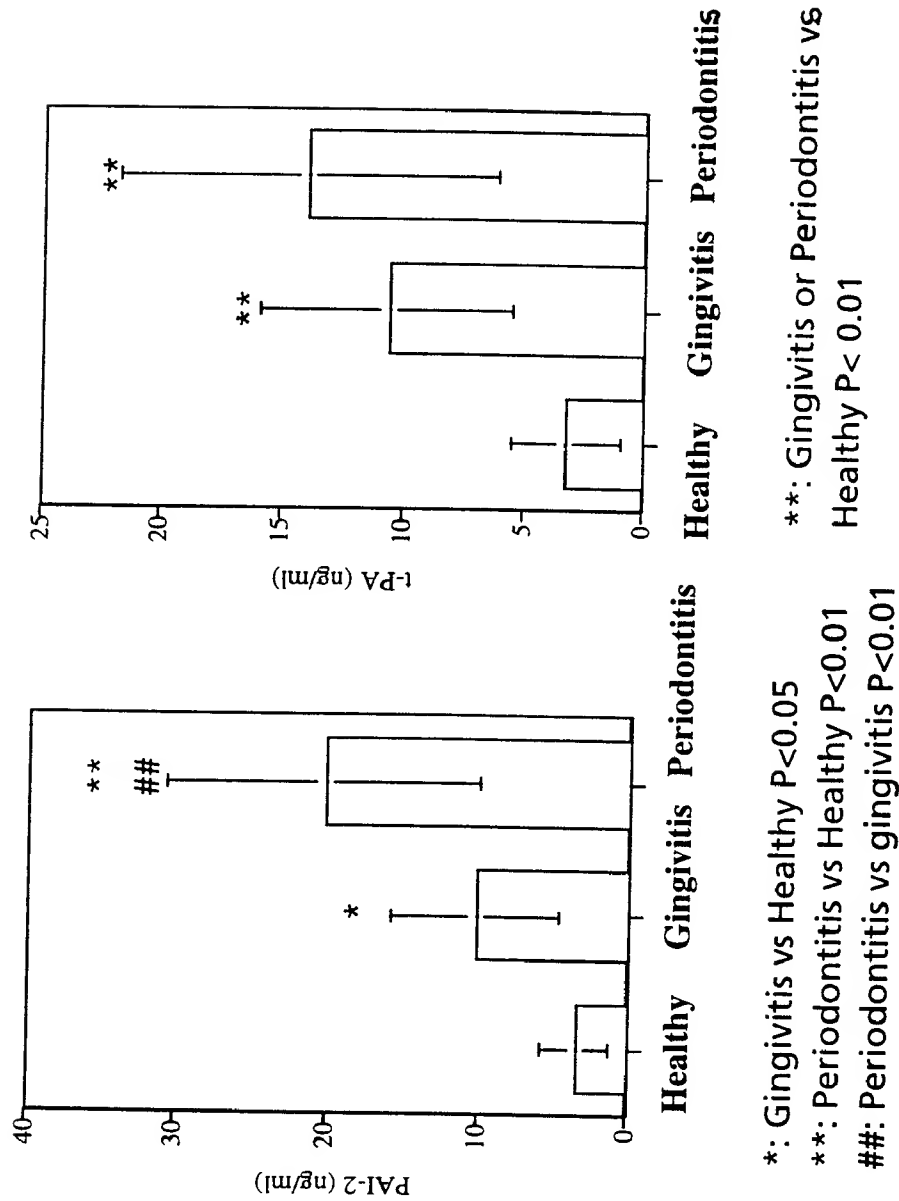 PAI-2 (ng/ml)
40
30
20
10
0
*
**
##
Healthy Gingivitis Periodontitis
*: Gingivitis vs Healthy P<0.05
**: Periodontitis vs Healthy P<0.01
##: Periodontitis vs gingivitis P<0.01
t-PA (ng/ml)
25
20
15
10
5
0
**
**
Healthy Gingivitis Periodontitis
**: Gingivitis or Periodontitis vs
Healthy P< 0.01